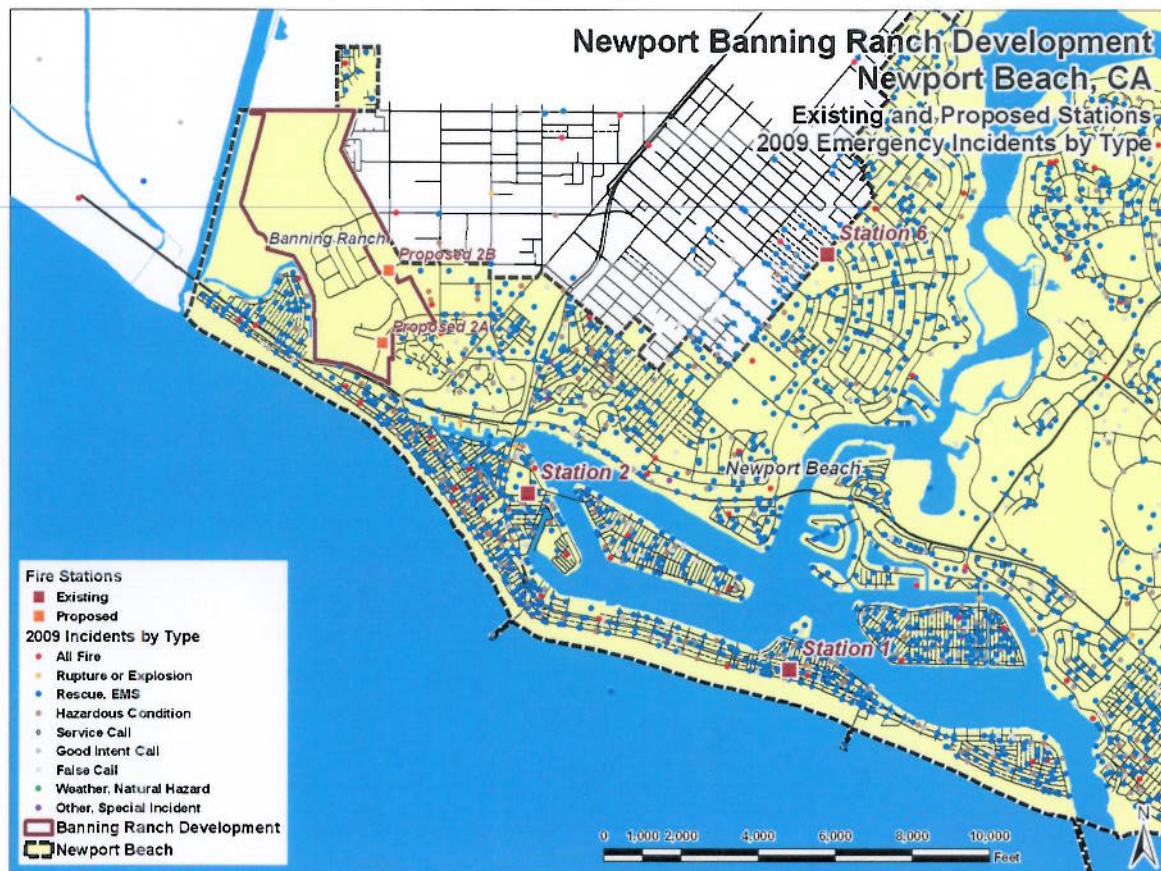 Newport Banning Ranch Development
Newport Beach, CA
Existing and Proposed Stations
2009 Emergency Incidents by Type
Station 6
Banning Ranch
Proposed 2B
Proposed 2A
Station 2
Newport Beach
Station 1
Fire Stations
Existing
Proposed
2009 Incidents by Type
All Fire
Rupture or Explosion
Rescue, EMS
Hazardous Condition
Service Call
Good Intent Call
False Call
Weather, Natural Hazard
Other, Special Incident
Banning Ranch Development
Newport Beach
0 1,000 2,000 4,000 6,000 8,000 10,000
Feet
N